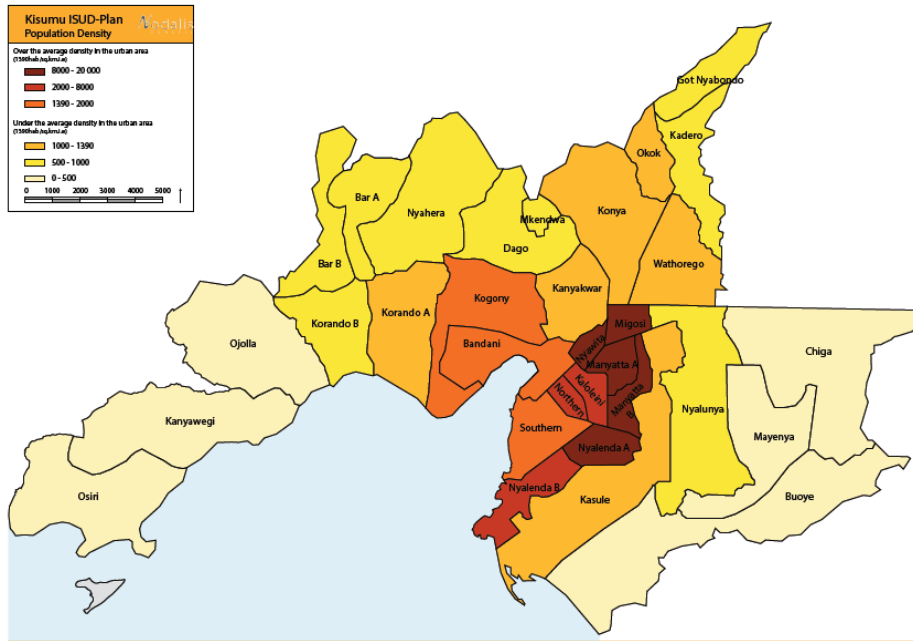 Kisumu ISUD-Plan
Nodalis
Population Density
Over the average density in the urban area
8000 - 20 000
2000 - 8000
1390 - 2000
Under the average density in the urban area
1000 - 1390
500 - 1000
0 - 500
0 1000 2000 3000 4000 5000
Got Nyabondo
Kadero
Okok
Bar A
Nyahera
Mkendwa
Konya
Dago
Bar B
Wathorego
Kanyakwar
Kogony
Korando A
Korando B
Migosi
Ojolla
Bandani
Nyawita
Chiga
Manyatta A
Kaloleini
Northern
Manyatta B
Nyalunya
Kanyawegi
Southern
Mayenya
Nyalenda A
Osiri
Nyalenda B
Kasule
Buoye